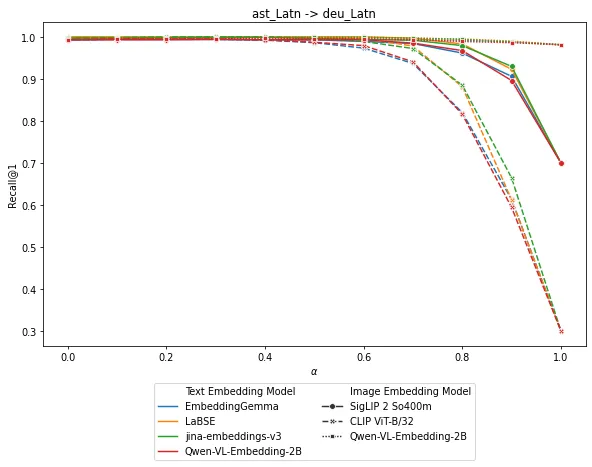 ast_Latn -> deu_Latn
Recall@1
1.0
0.9
0.8
0.7
0.6
0.5
0.4
0.3
0.0 0.2 0.4 0.6 0.8 1.0
α
Text Embedding Model Image Embedding Model
EmbeddingGemma SigLIP 2 So400m
LaBSE CLIP ViT-B/32
jina-embeddings-v3 Qwen-VL-Embedding-2B
Qwen-VL-Embedding-2B